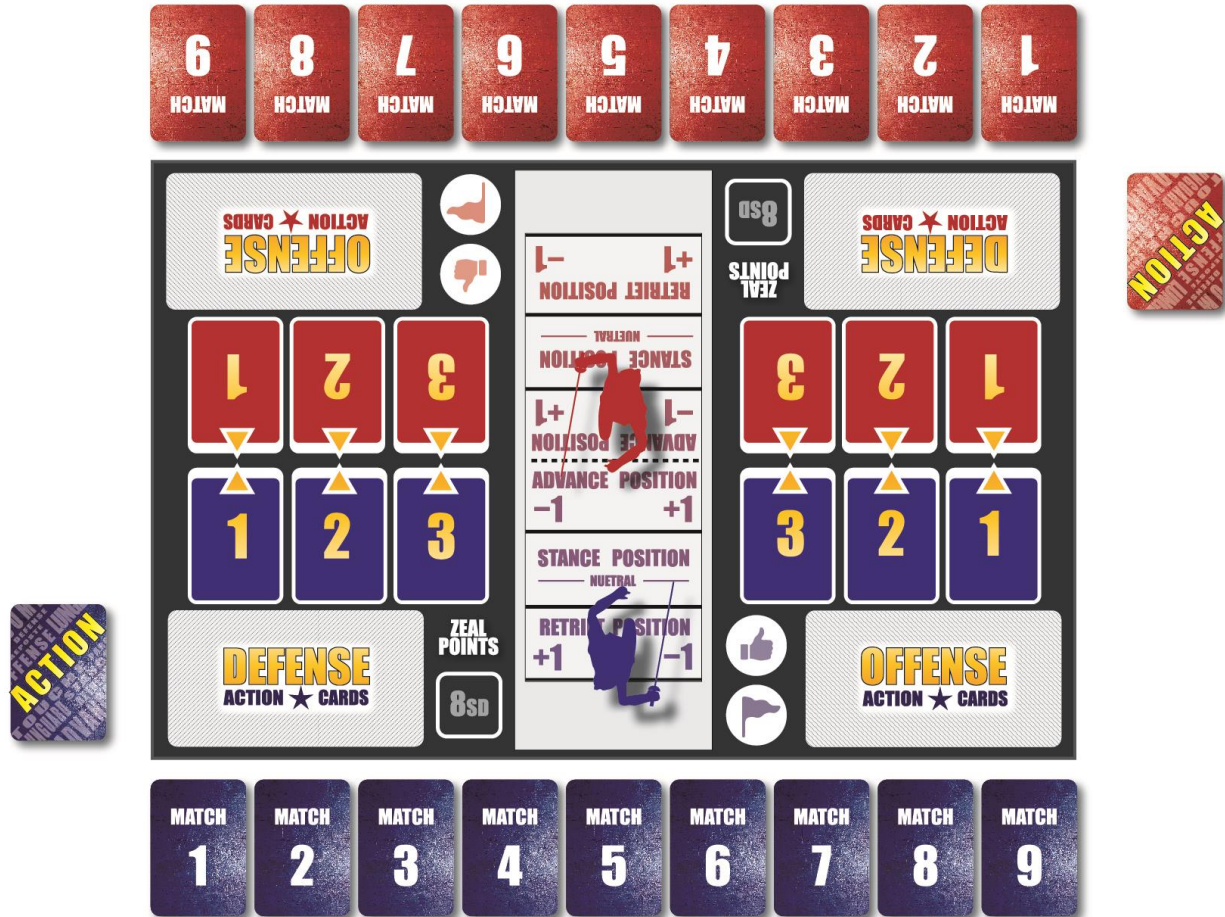 9 8 7 6 5 4 3 2 1
MATCH MATCH MATCH MATCH MATCH MATCH MATCH MATCH MATCH
OFFENSE
ACTION CARDS
8SD
ZEAL
POINTS
DEFENSE
ACTION CARDS
ACTION
1 2 3
1 2 3
+1 -1
RETRIET POSITION
NUETRAL
STANCE POSITION
-1 +1
ADVANCE POSITION
ADVANCE POSITION
-1 +1
STANCE POSITION
NUETRAL
RETRIET POSITION
+1 -1
3 2 1
3 2 1
ACTION
DEFENSE
ACTION CARDS
ZEAL
POINTS
8SD
OFFENSE
ACTION CARDS
MATCH MATCH MATCH MATCH MATCH MATCH MATCH MATCH MATCH
1 2 3 4 5 6 7 8 9